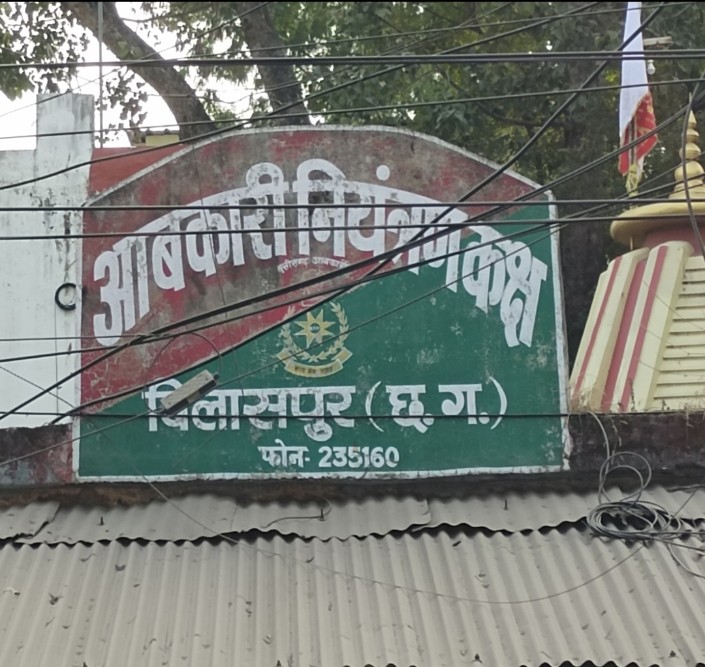 आबकारी नियंत्रण कक्ष
बिलासपुर (छ.ग.)
फोन- 235160